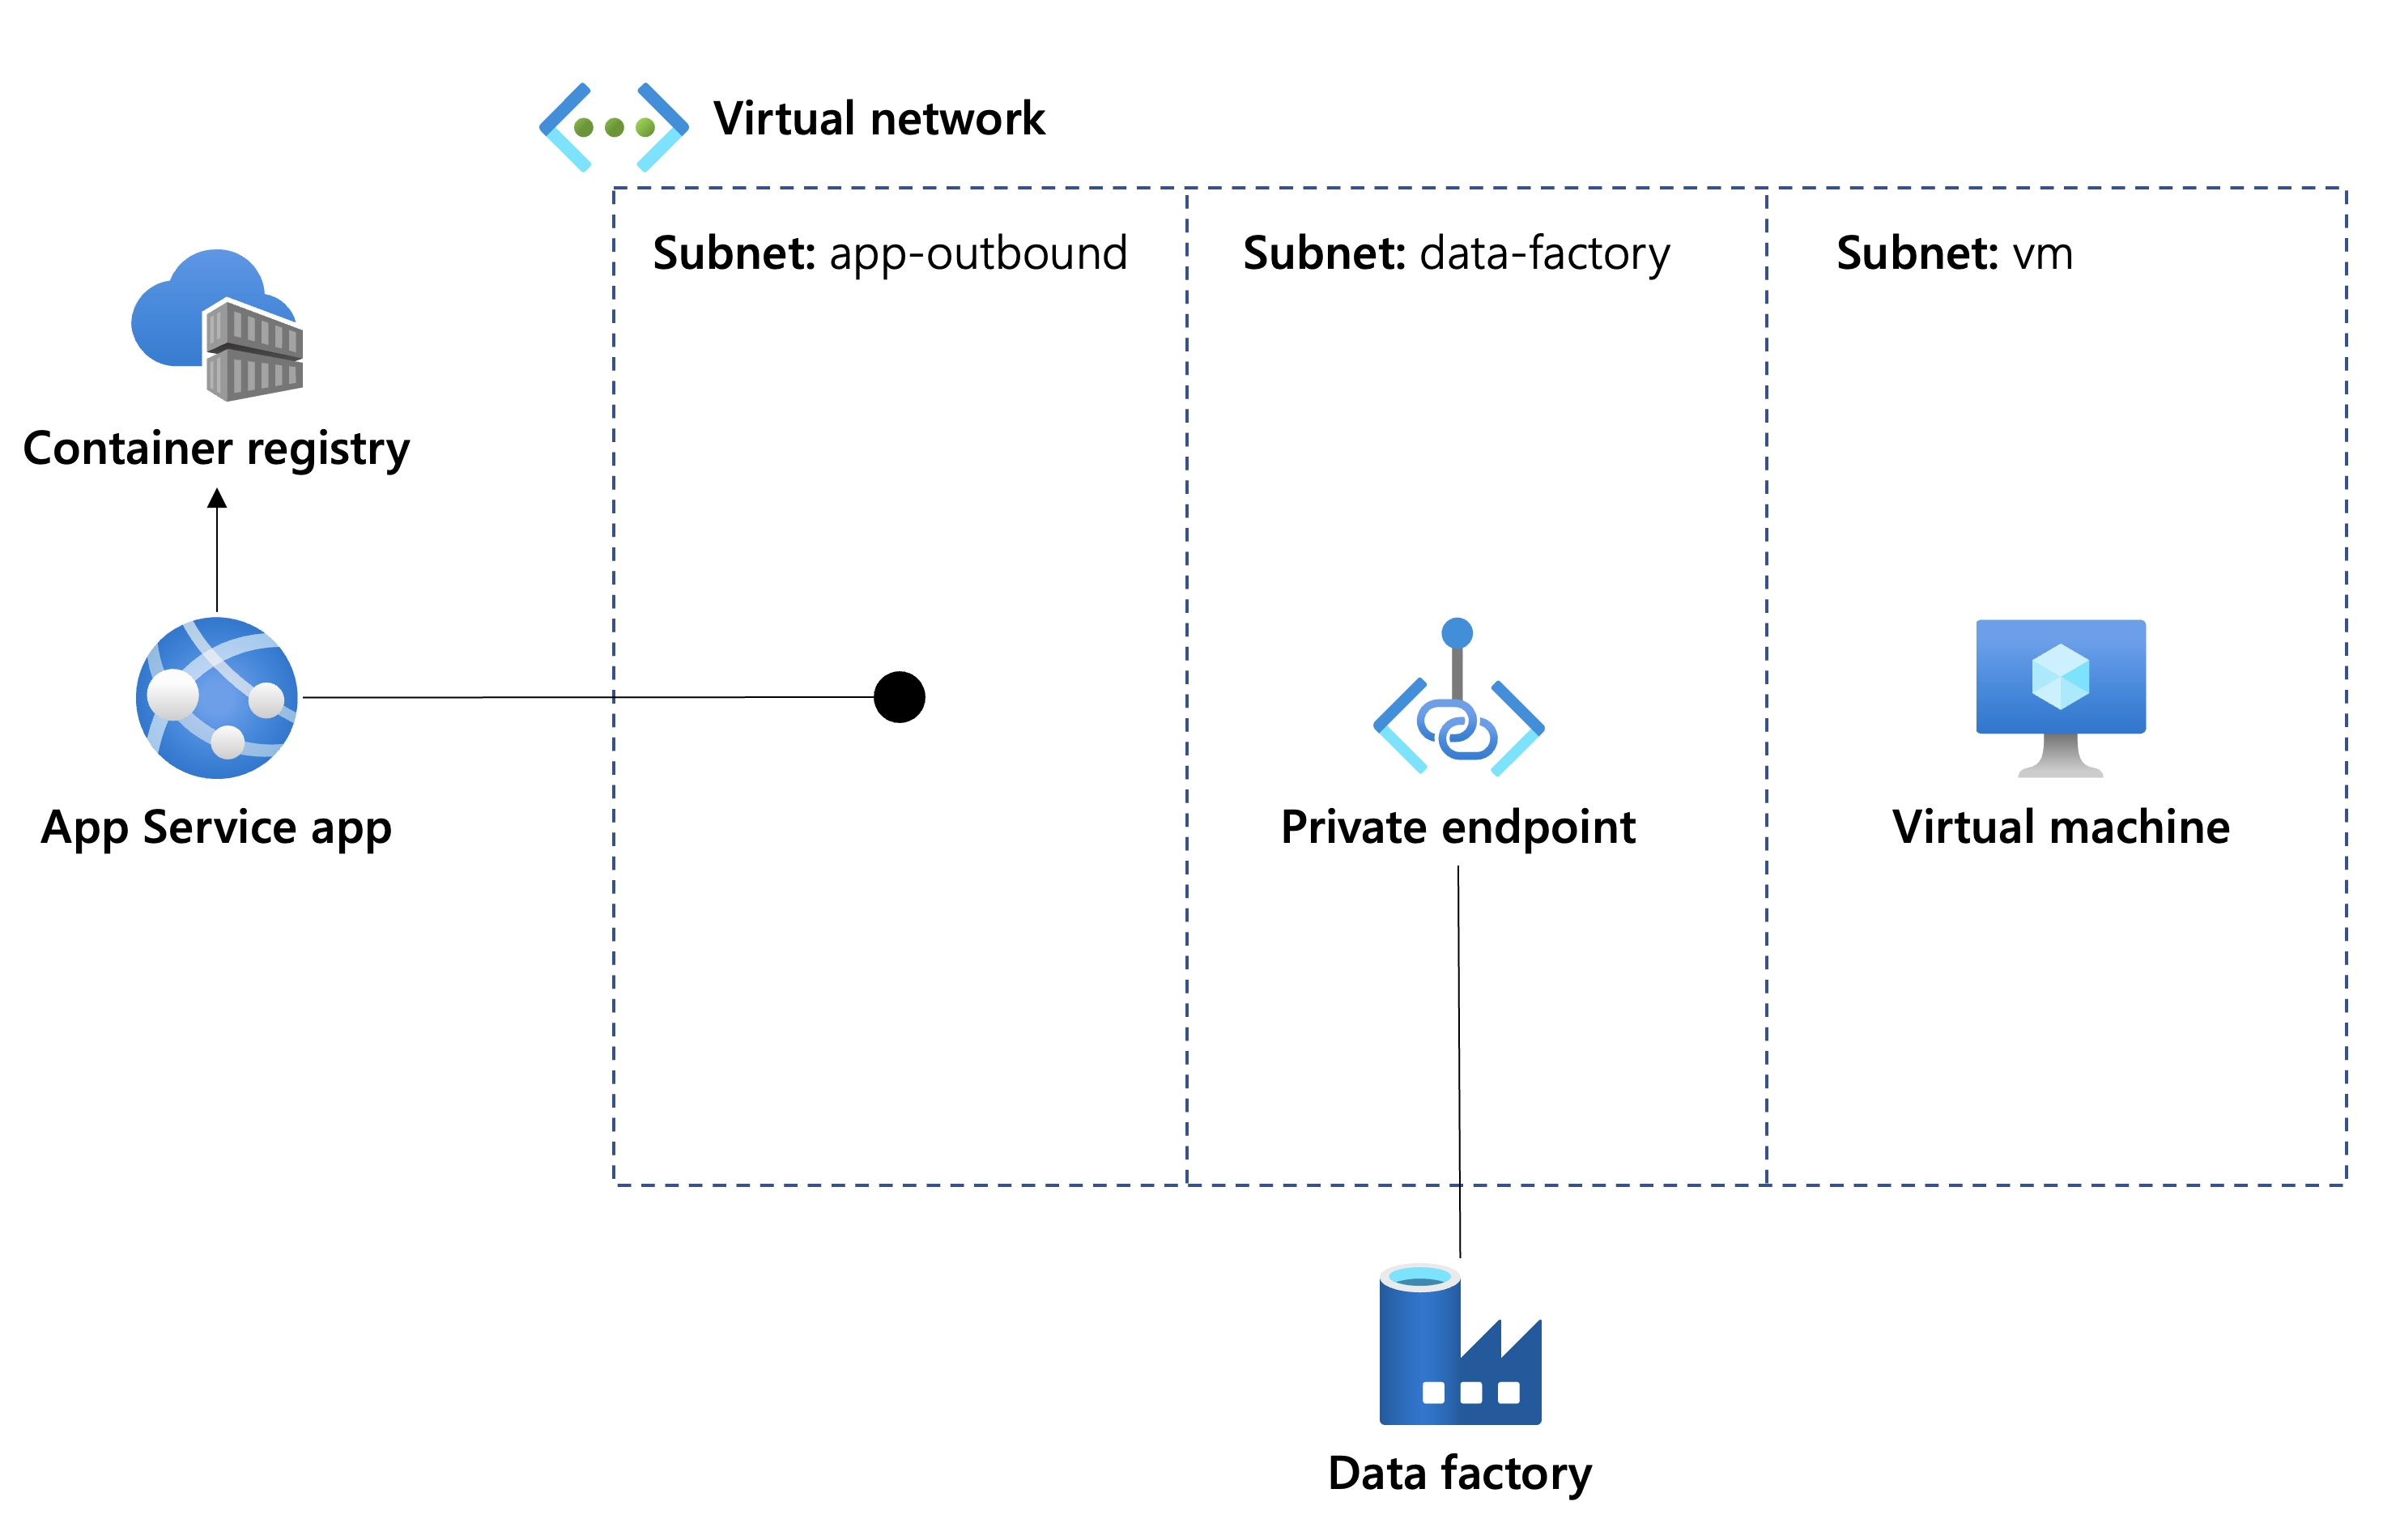 Virtual network
Subnet: app-outbound
Subnet: data-factory
Subnet: vm
Container registry
App Service app
Private endpoint
Virtual machine
Data factory